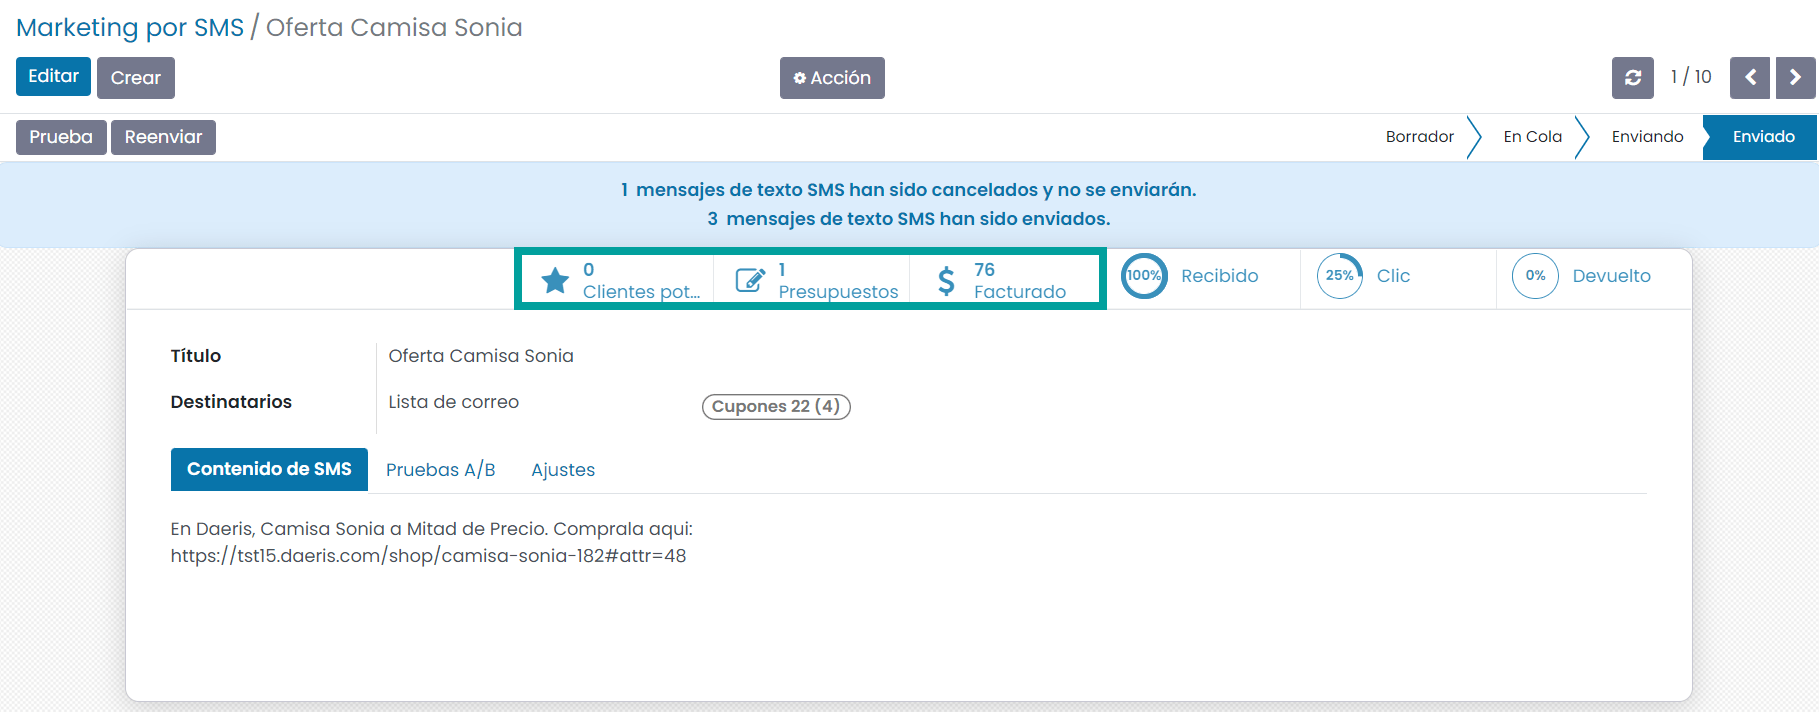 Marketing por SMS / Oferta Camisa Sonia
Editar Crear Acción 1 / 10
Prueba Reenviar Borrador En Cola Enviando Enviado
1 mensajes de texto SMS han sido cancelados y no se enviarán.
3 mensajes de texto SMS han sido enviados.
0 Clientes pot...
1 Presupuestos
$ 76 Facturado
100% Recibido
25% Clic
0% Devuelto
Título Oferta Camisa Sonia
Destinatarios Lista de correo Cupones 22 (4)
Contenido de SMS Pruebas A/B Ajustes
En Daeris, Camisa Sonia a Mitad de Precio. Comprala aqui:
https://tst15.daeris.com/shop/camisa-sonia-182#attr=48